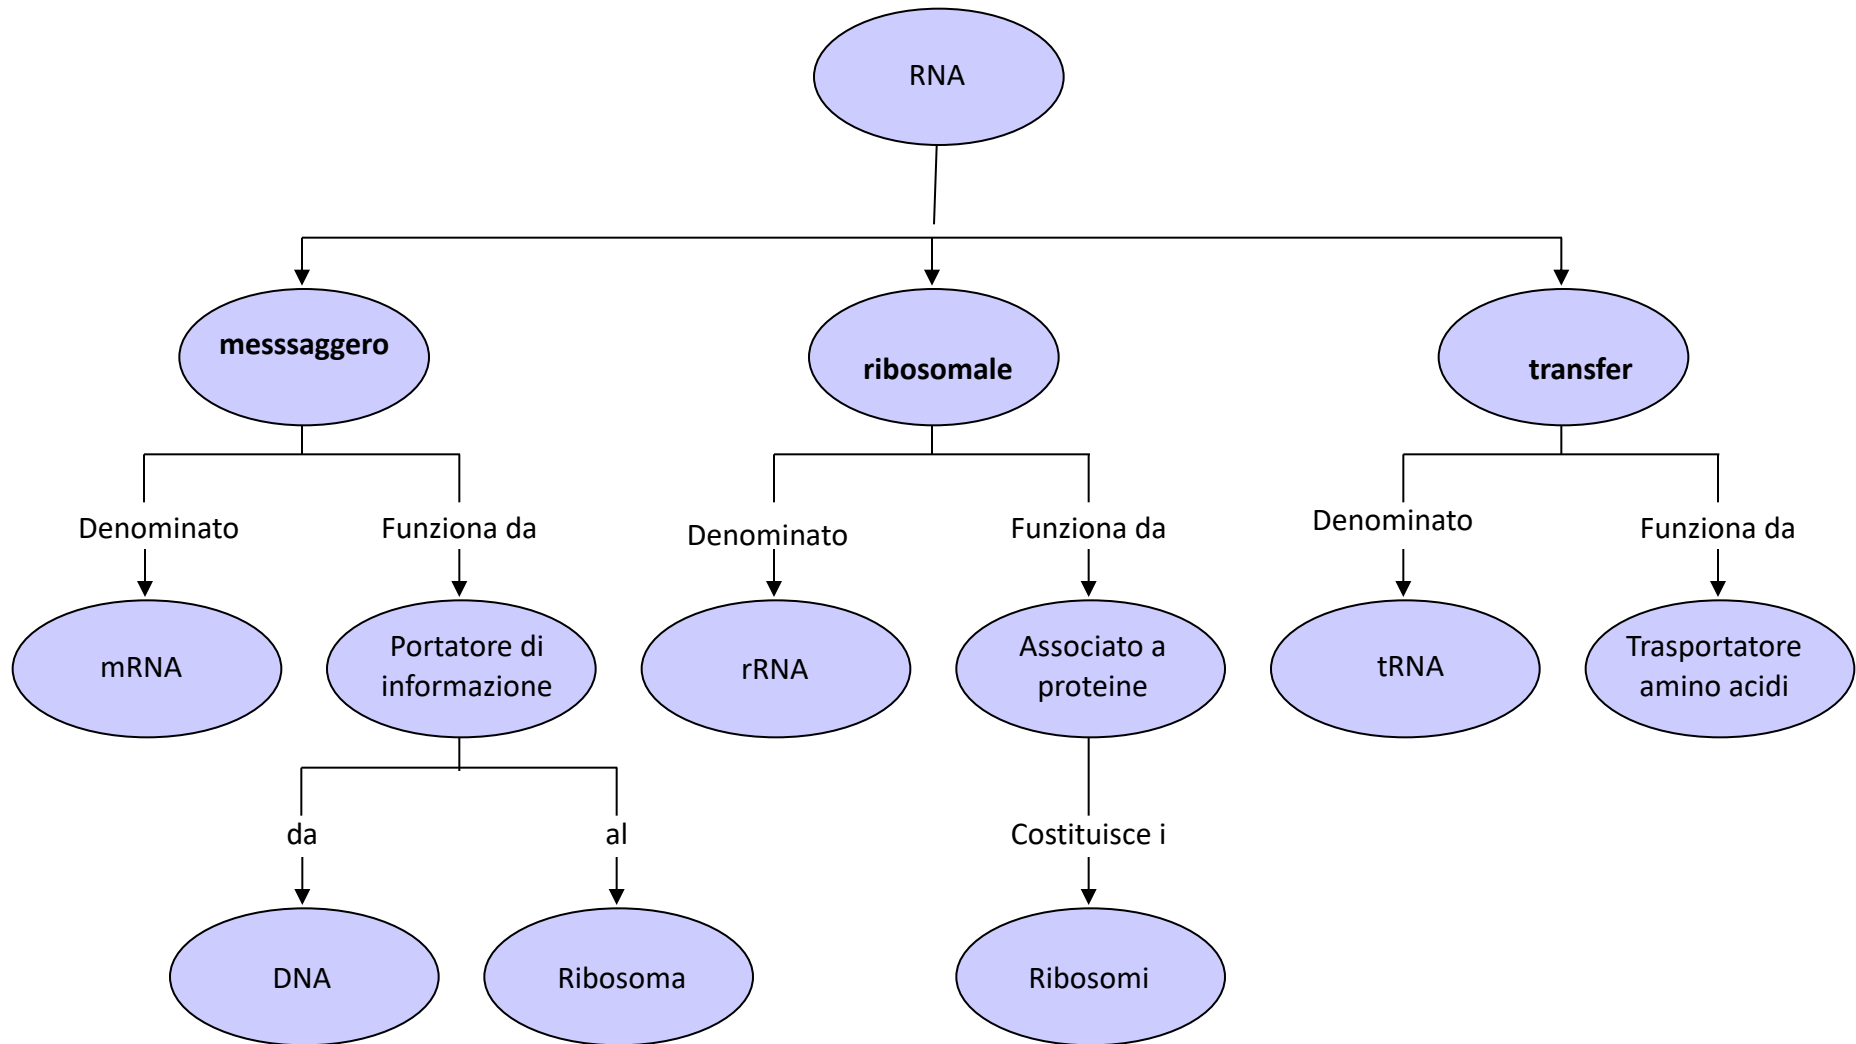 RNA
messsaggero
ribosomale
transfer
Denominato
Funziona da
Denominato
Funziona da
Denominato
Funziona da
mRNA
Portatore di
informazione
rRNA
Associato a
proteine
tRNA
Trasportatore
amino acidi
da
al
Costituisce i
DNA
Ribosoma
Ribosomi